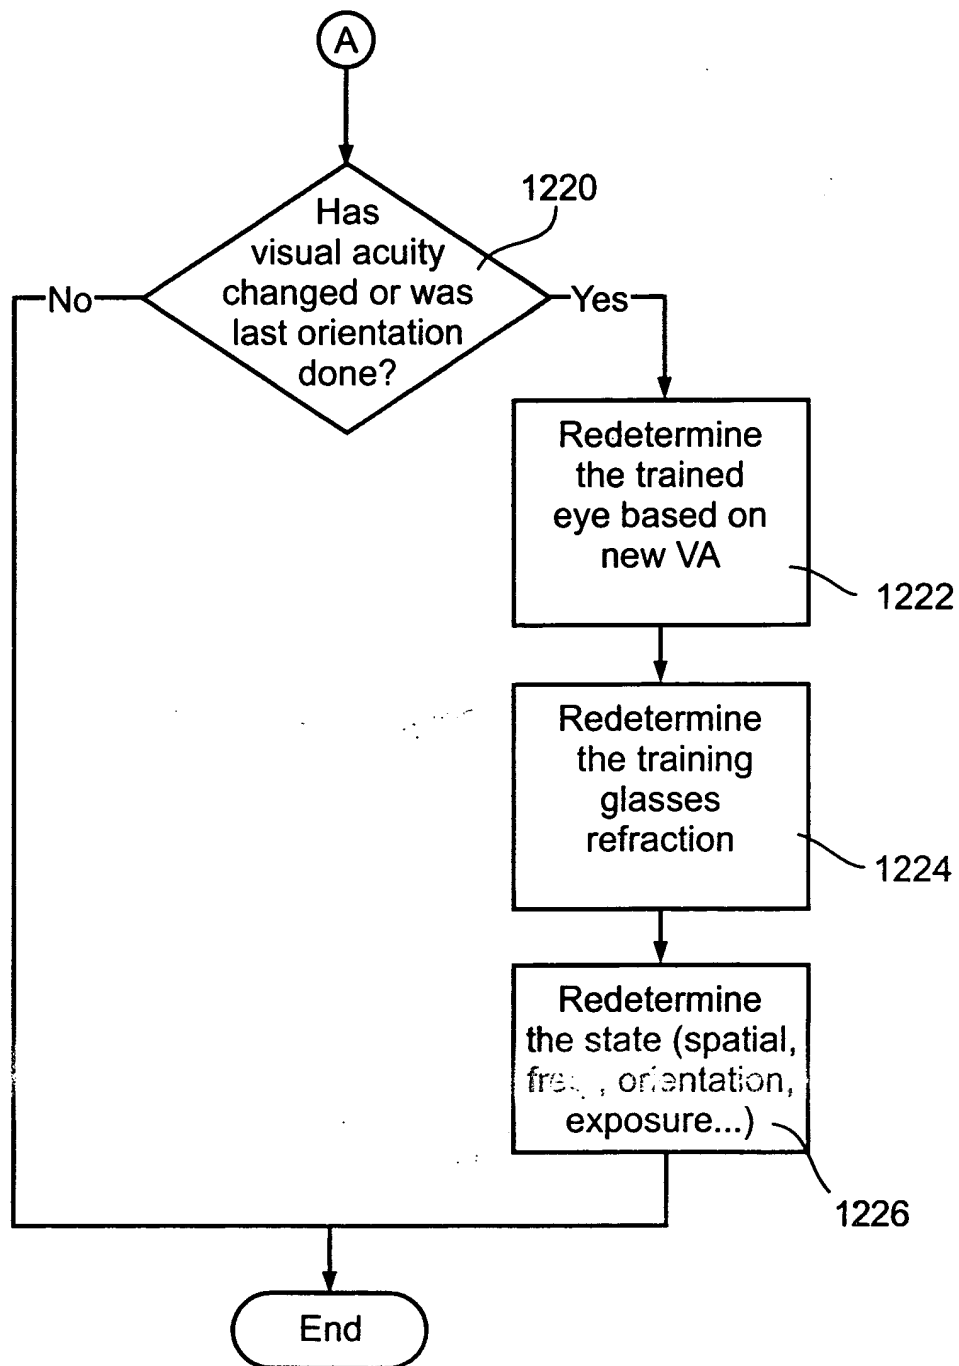 A
1220
Has
visual acuity
changed or was
last orientation
done?
No
Yes
Redetermine
the trained
eye based on
new VA
1222
Redetermine
the training
glasses
refraction
1224
Redetermine
the state (spatial,
, orientation,
exposure...)
1226
End